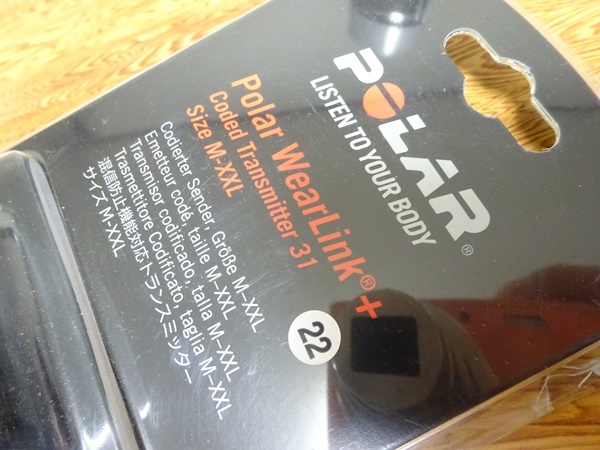 POLAR®
LISTEN TO YOUR BODY
Polar WearLink®+
Coded Transmitter 31
Size M-XXL
Codierter Sender, Größe M-XXL
Emetteur codé, taille M-XXL
Transmisor codificado, talla M-XXL
Trasmettitore Codificato, taglia M-XXL
混信防止機能対応トランスミッター
サイズ M-XXL
22